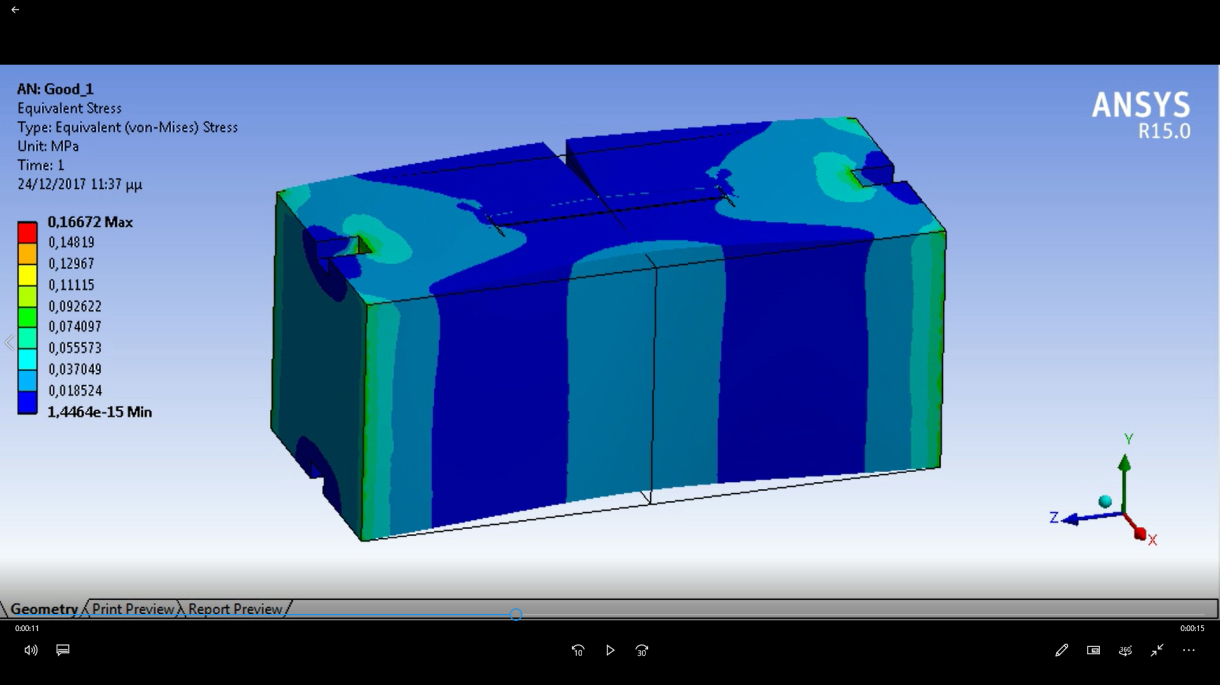 AN: Good_1
Equivalent Stress
Type: Equivalent (von-Mises) Stress
Unit: MPa
Time: 1
24/12/2017 11:37 μμ
0,16672 Max
0,14819
0,12967
0,11115
0,092622
0,074097
0,055573
0,037049
0,018524
1,4464e-15 Min
ANSYS
R15.0
Y
Z
X
Geometry Print Preview Report Preview
0:00:11
0:00:15
10
30
360